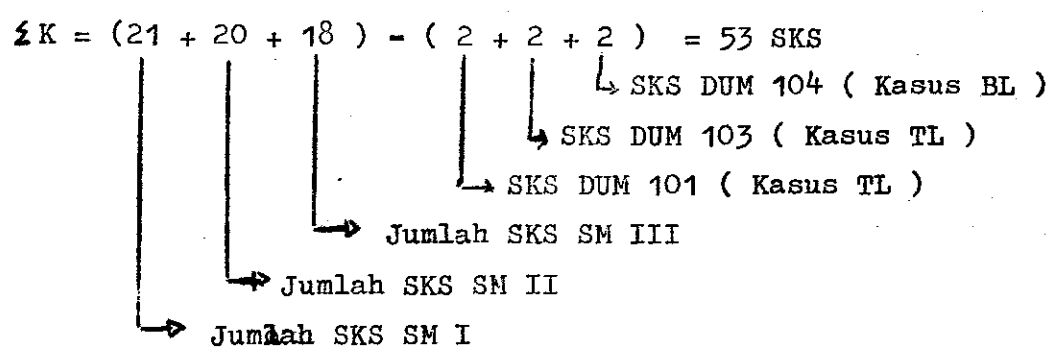 ΣK = (21 + 20 + 18 ) - ( 2 + 2 + 2 ) = 53 SKS
SKS DUM 104 ( Kasus BL )
SKS DUM 103 ( Kasus TL )
SKS DUM 101 ( Kasus TL )
Jumlah SKS SM III
Jumlah SKS SM II
Jumlah SKS SM I